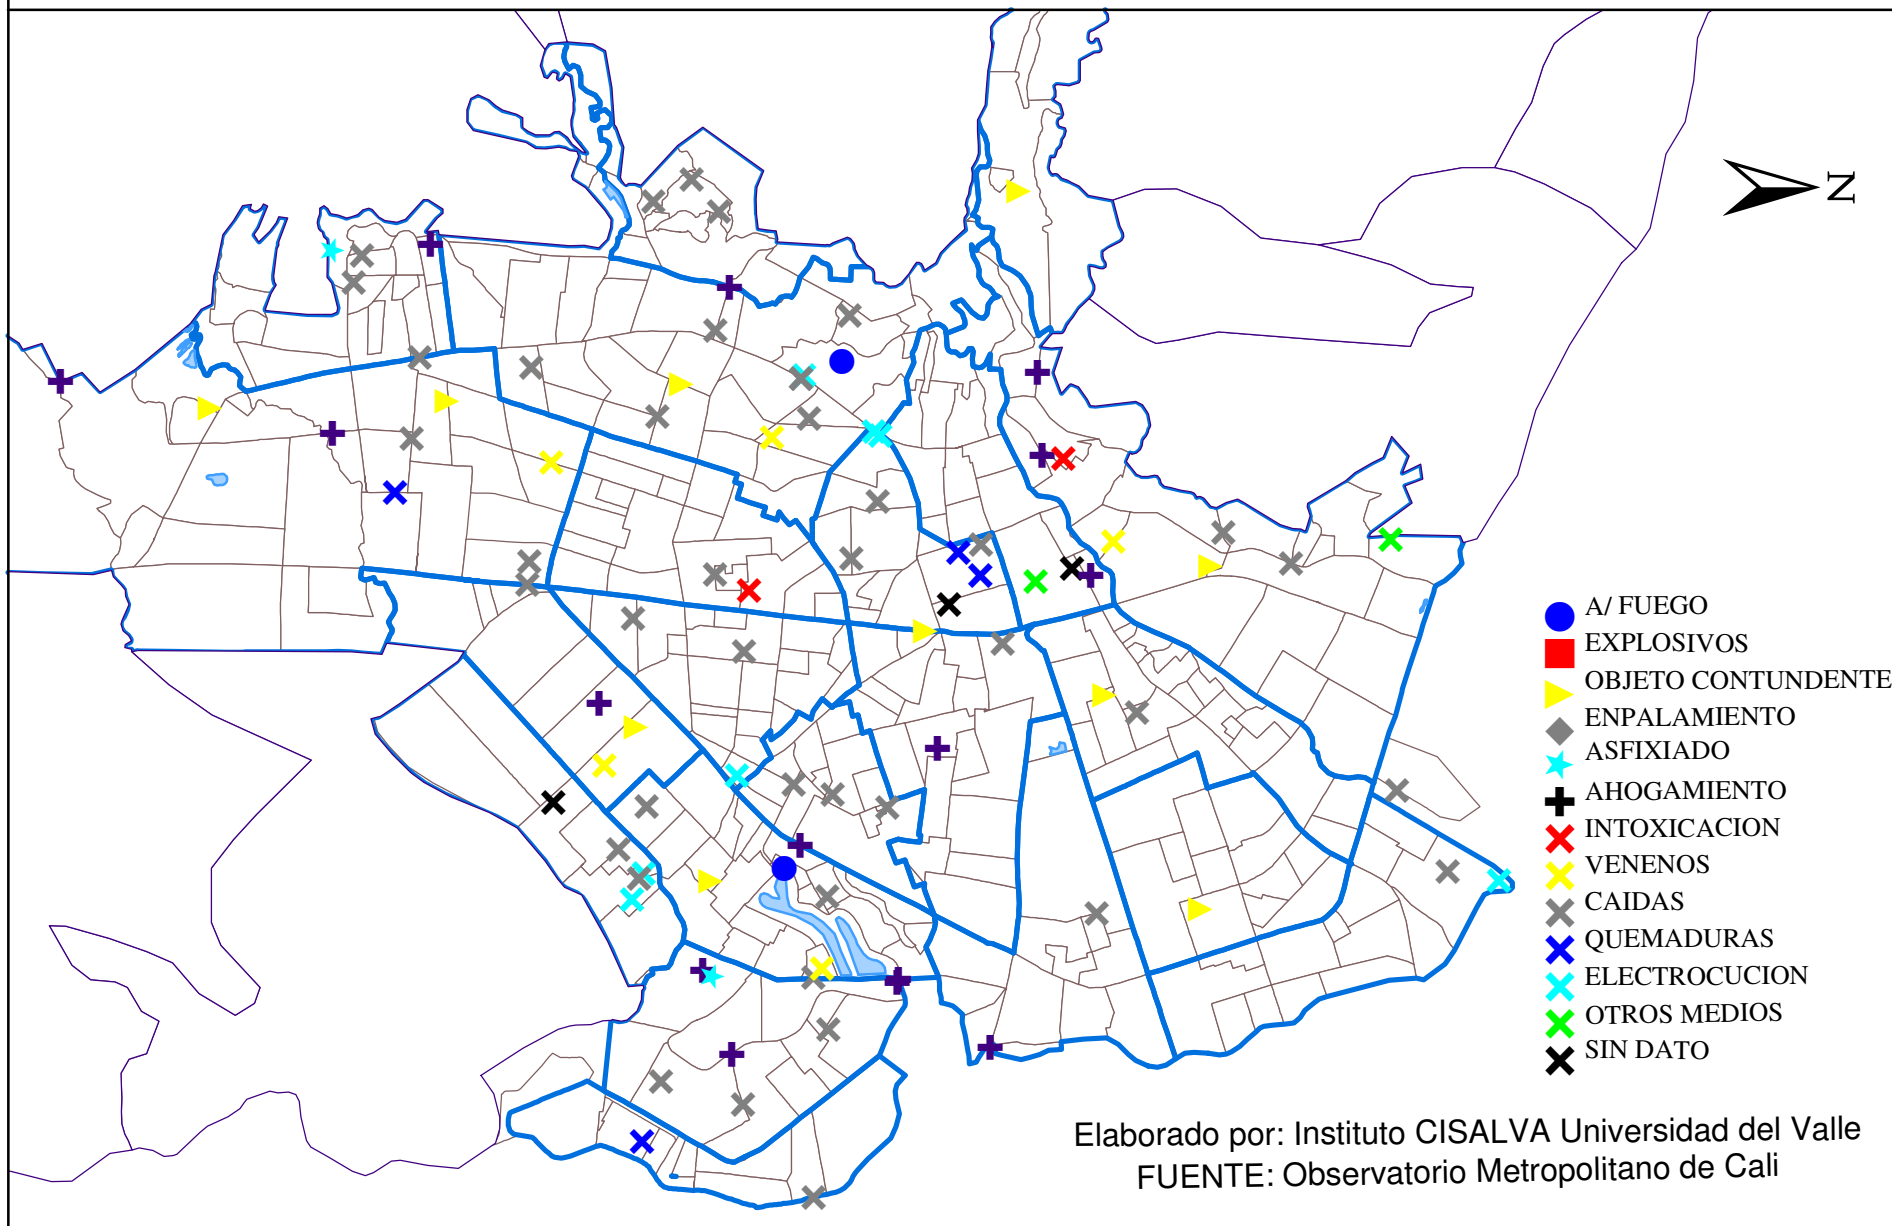 N
A/ FUEGO
EXPLOSIVOS
OBJETO CONTUNDENTE
ENPALAMIENTO
ASFIXIADO
AHOGAMIENTO
INTOXICACION
VENENOS
CAIDAS
QUEMADURAS
ELECTROCUCION
OTROS MEDIOS
SIN DATO
Elaborado por: Instituto CISALVA Universidad del Valle
FUENTE: Observatorio Metropolitano de Cali